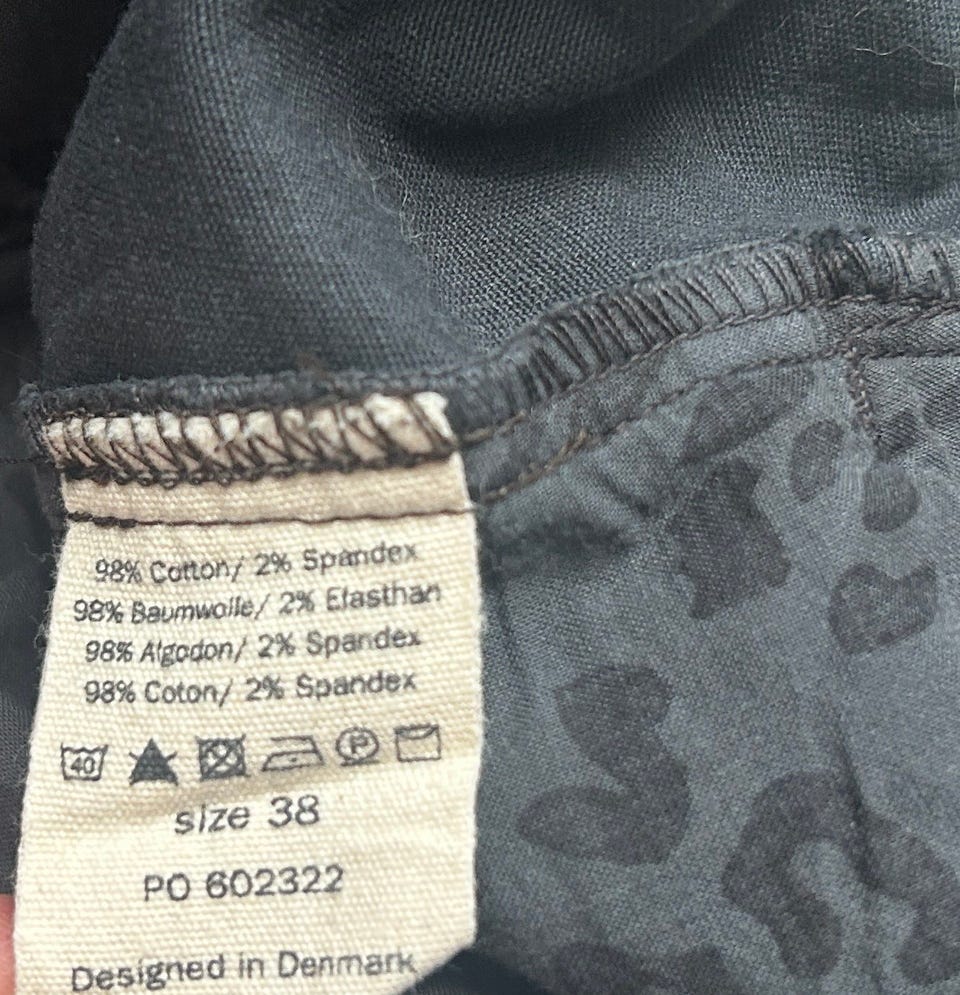 98% Cotton/ 2% Spandex
98% Baumwolle/ 2% Elasthan
98% Algodon/ 2% Spandex
98% Coton/ 2% Spandex
40 P
size 38
PO 602322
Designed in Denmark